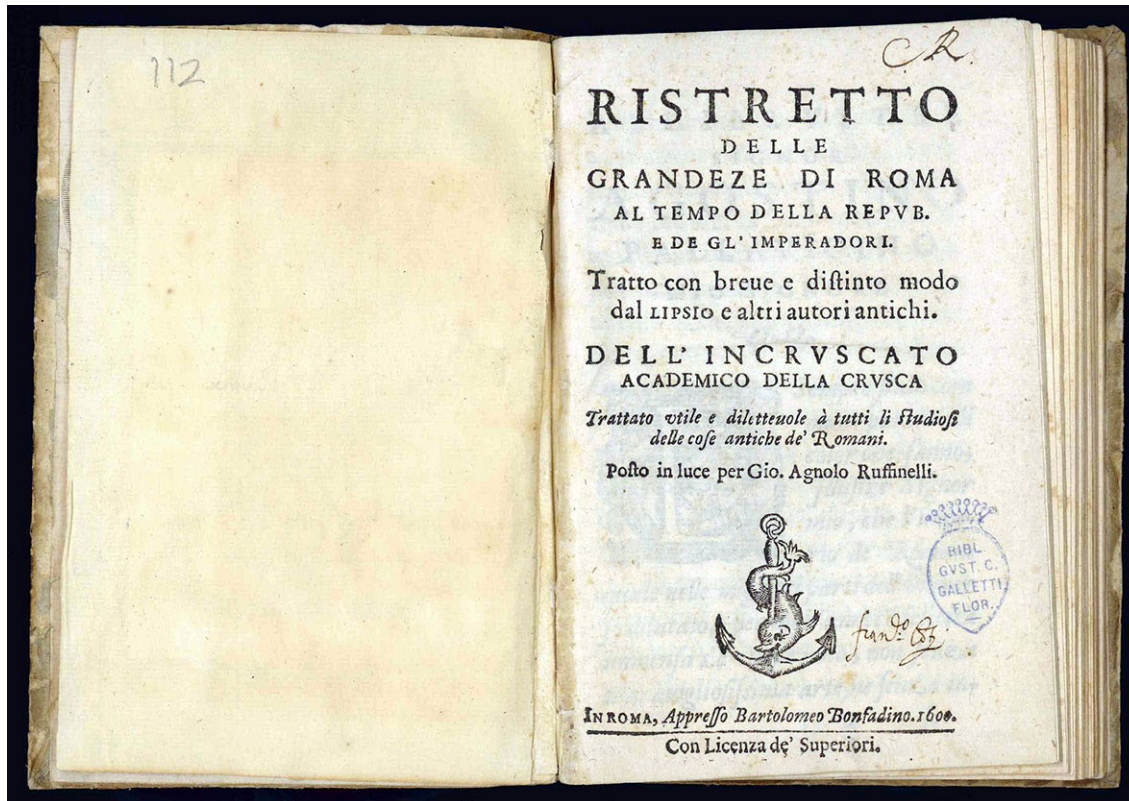 112
R
RISTRETTO
DELLE
GRANDEZE DI ROMA
AL TEMPO DELLA REPVB.
E DE GL' IMPERADORI.
Tratto con breue e diſtinto modo
dal LIPSIO e altri autori antichi.
DELL' INCRVSCATO
ACADEMICO DELLA CRVSCA
Trattato vtile e diletteuole à tutti li ſtudioſi
delle coſe antiche de' Romani.
Poſto in luce per Gio. Agnolo Ruffinelli.
BIBL
GVST. C.
GALLETTI
FLOR.
IN ROMA, Appreſſo Bartolomeo Bonfadino. 1600.
Con Licenza de' Superiori.